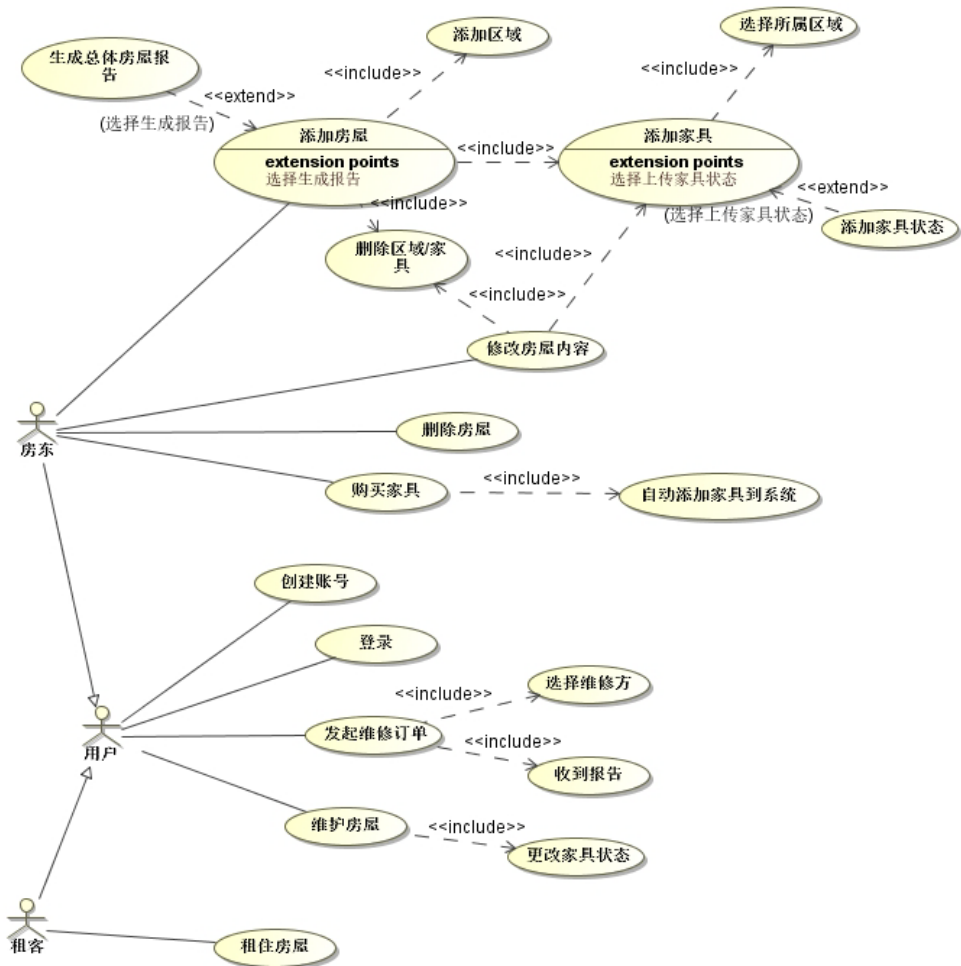 添加区域
选择所属区域
生成总体房屋报
告
<<include>>
<<include>>
<<extend>>
(选择生成报告)
添加房屋
extension points
选择生成报告
<<include>>
添加家具
extension points
选择上传家具状态
<<extend>>
(选择上传家具状态)
添加家具状态
<<include>>
删除区域/家
具
<<include>>
<<include>>
修改房屋内容
房东
删除房屋
购买家具
<<include>>
自动添加家具到系统
创建账号
登录
<<include>>
选择维修方
用户
发起维修订单
<<include>>
收到报告
维护房屋
<<include>>
更改家具状态
租客
租住房屋